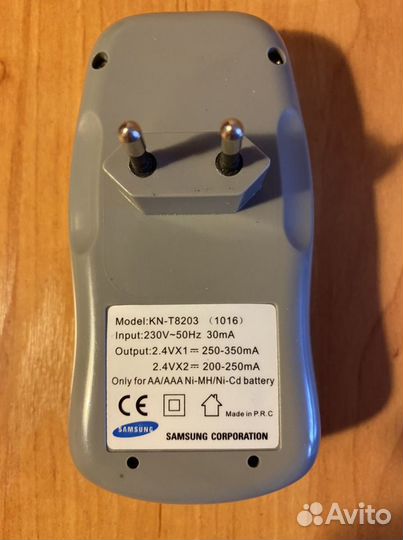 Model:KN-T8203 (1016)
Input:230V~50Hz 30mA
Output:2.4VX1⎓250-350mA
2.4VX2⎓200-250mA
Only for AA/AAA Ni-MH/Ni-Cd battery
CE
Made in P.R.C
SAMSUNG
SAMSUNG CORPORATION
Avito